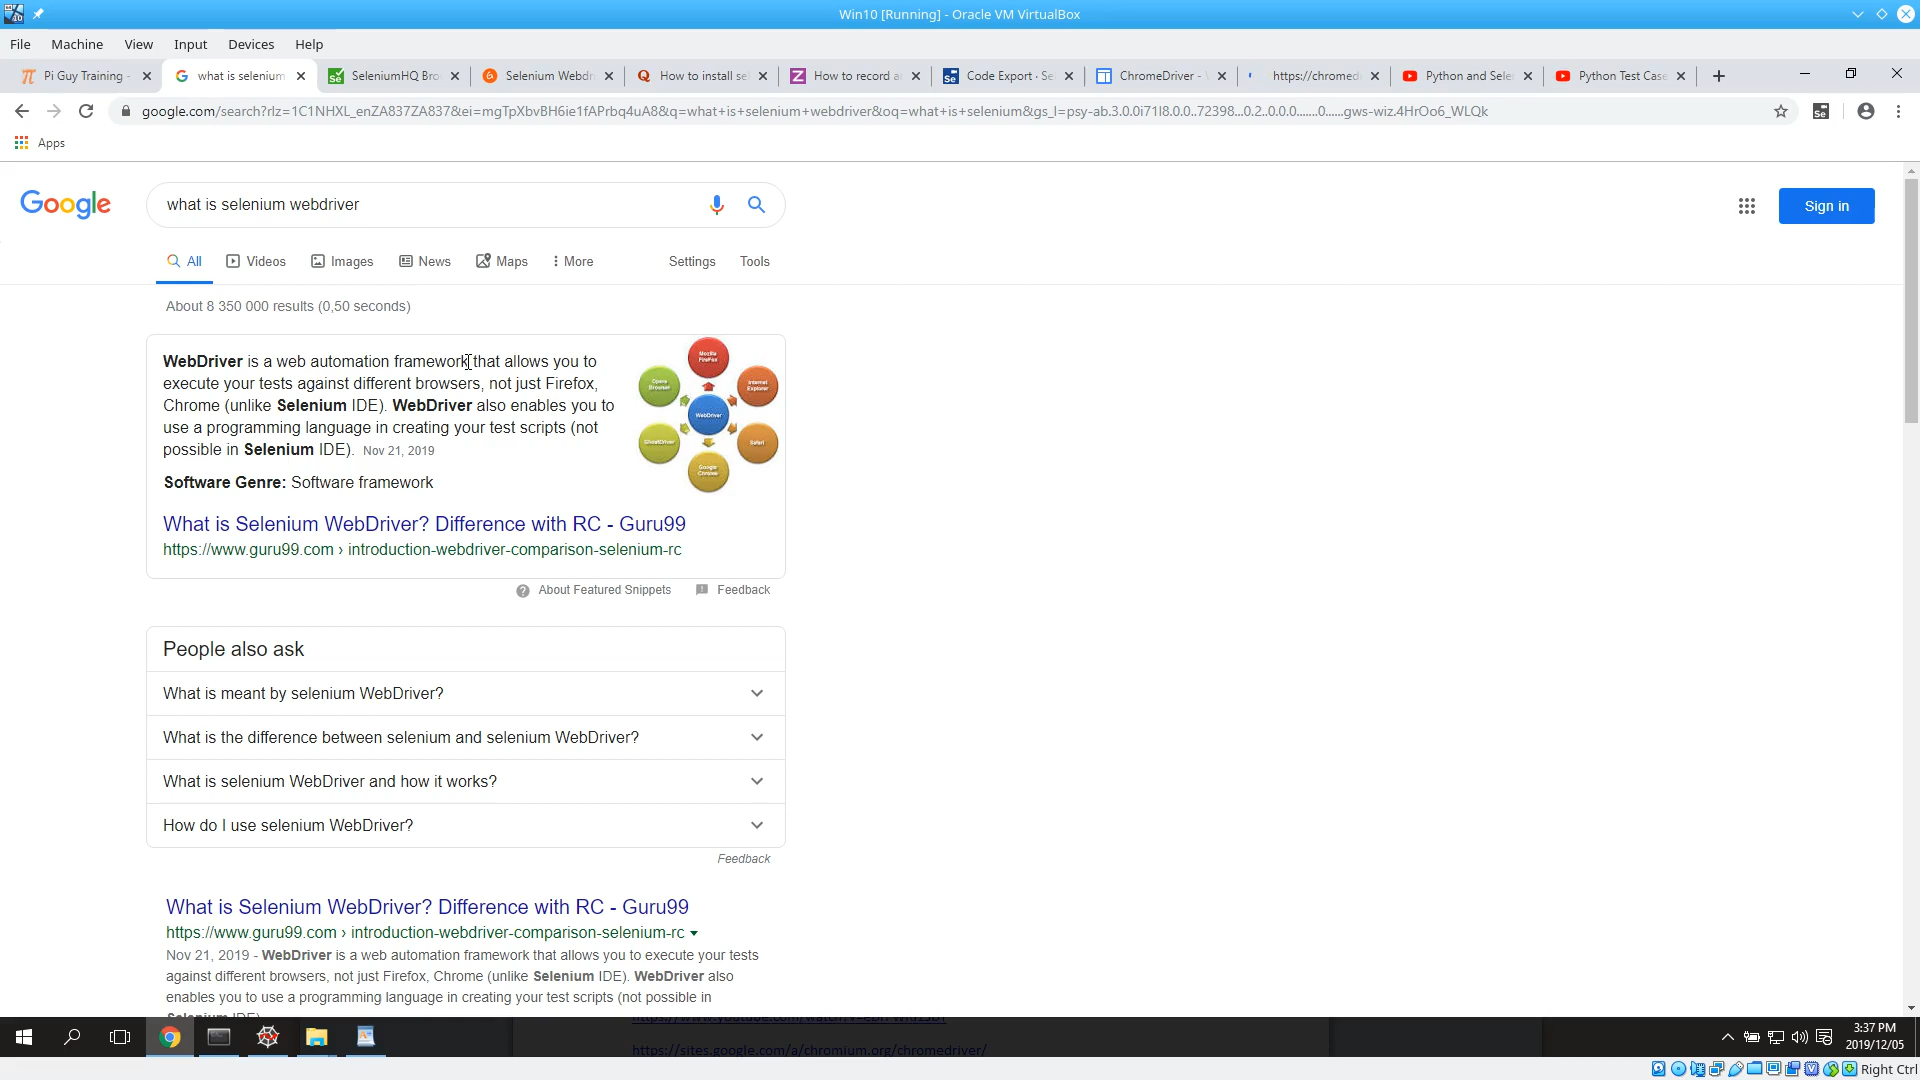 Win10 [Running] - Oracle VM VirtualBox
File Machine View Input Devices Help
Pi Guy Training - what is selenium SeleniumHQ Bro Selenium Webdr How to install se How to record a Code Export · Se ChromeDriver - https://chromed Python and Sele Python Test Case
google.com/search?rlz=1C1NHXL_enZA837ZA837&ei=mgTpXbvBH6ie1fAPrbq4uA8&q=what+is+selenium+webdriver&oq=what+is+selenium&gs_l=psy-ab.3.0.0i71l8.0.0..72398...0.2..0.0.0.......0......gws-wiz.4HrOo6_WLQk
Apps
Google
what is selenium webdriver
Sign in
All Videos Images News Maps More Settings Tools
About 8 350 000 results (0,50 seconds)
WebDriver is a web automation framework that allows you to
execute your tests against different browsers, not just Firefox,
Chrome (unlike Selenium IDE). WebDriver also enables you to
use a programming language in creating your test scripts (not
possible in Selenium IDE). Nov 21, 2019
Mozilla
FireFox
Opera
Browser
Internet
Explorer
WebDriver
GhostDriver
Safari
Google
Chrome
Software Genre: Software framework
What is Selenium WebDriver? Difference with RC - Guru99
https://www.guru99.com › introduction-webdriver-comparison-selenium-rc
About Featured Snippets Feedback
People also ask
What is meant by selenium WebDriver?
What is the difference between selenium and selenium WebDriver?
What is selenium WebDriver and how it works?
How do I use selenium WebDriver?
Feedback
What is Selenium WebDriver? Difference with RC - Guru99
https://www.guru99.com › introduction-webdriver-comparison-selenium-rc
Nov 21, 2019 - WebDriver is a web automation framework that allows you to execute your tests
against different browsers, not just Firefox, Chrome (unlike Selenium IDE). WebDriver also
enables you to use a programming language in creating your test scripts (not possible in
Selenium IDE)
https://sites.google.com/a/chromium.org/chromedriver/
3:37 PM
2019/12/05
Right Ctrl